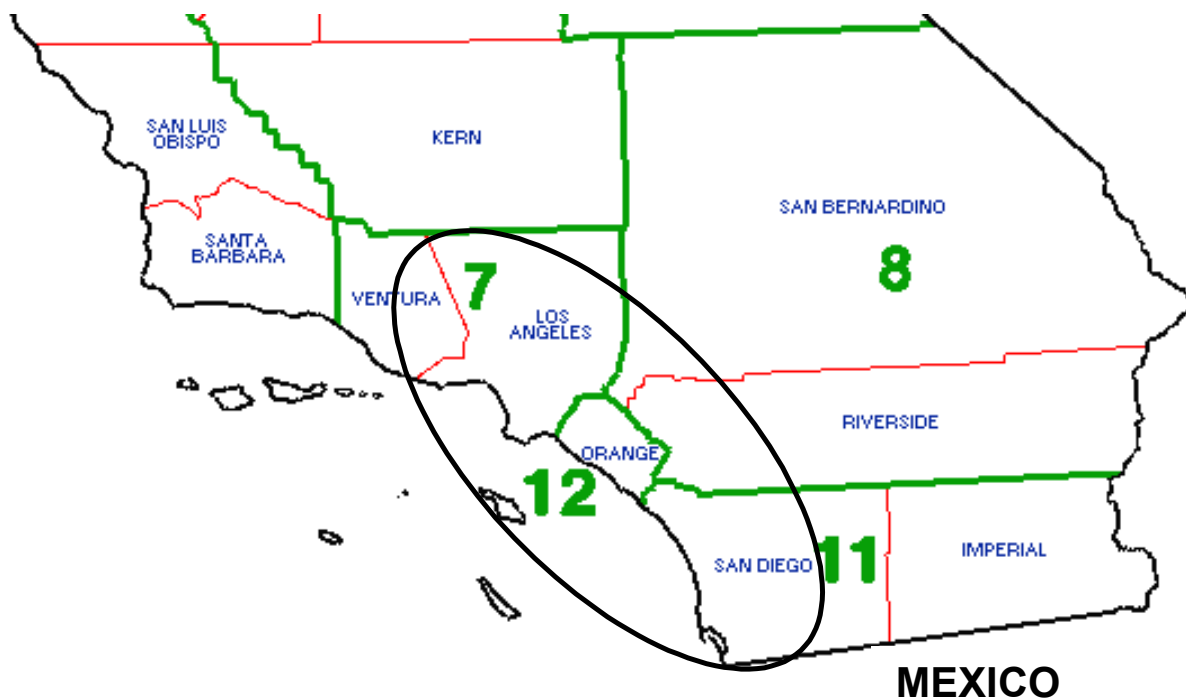 SAN LUIS
OBISPO
KERN
SAN BERNARDINO
SANTA
BARBARA
8
7
VENTURA
LOS
ANGELES
RIVERSIDE
ORANGE
12
11
SAN DIEGO
IMPERIAL
MEXICO